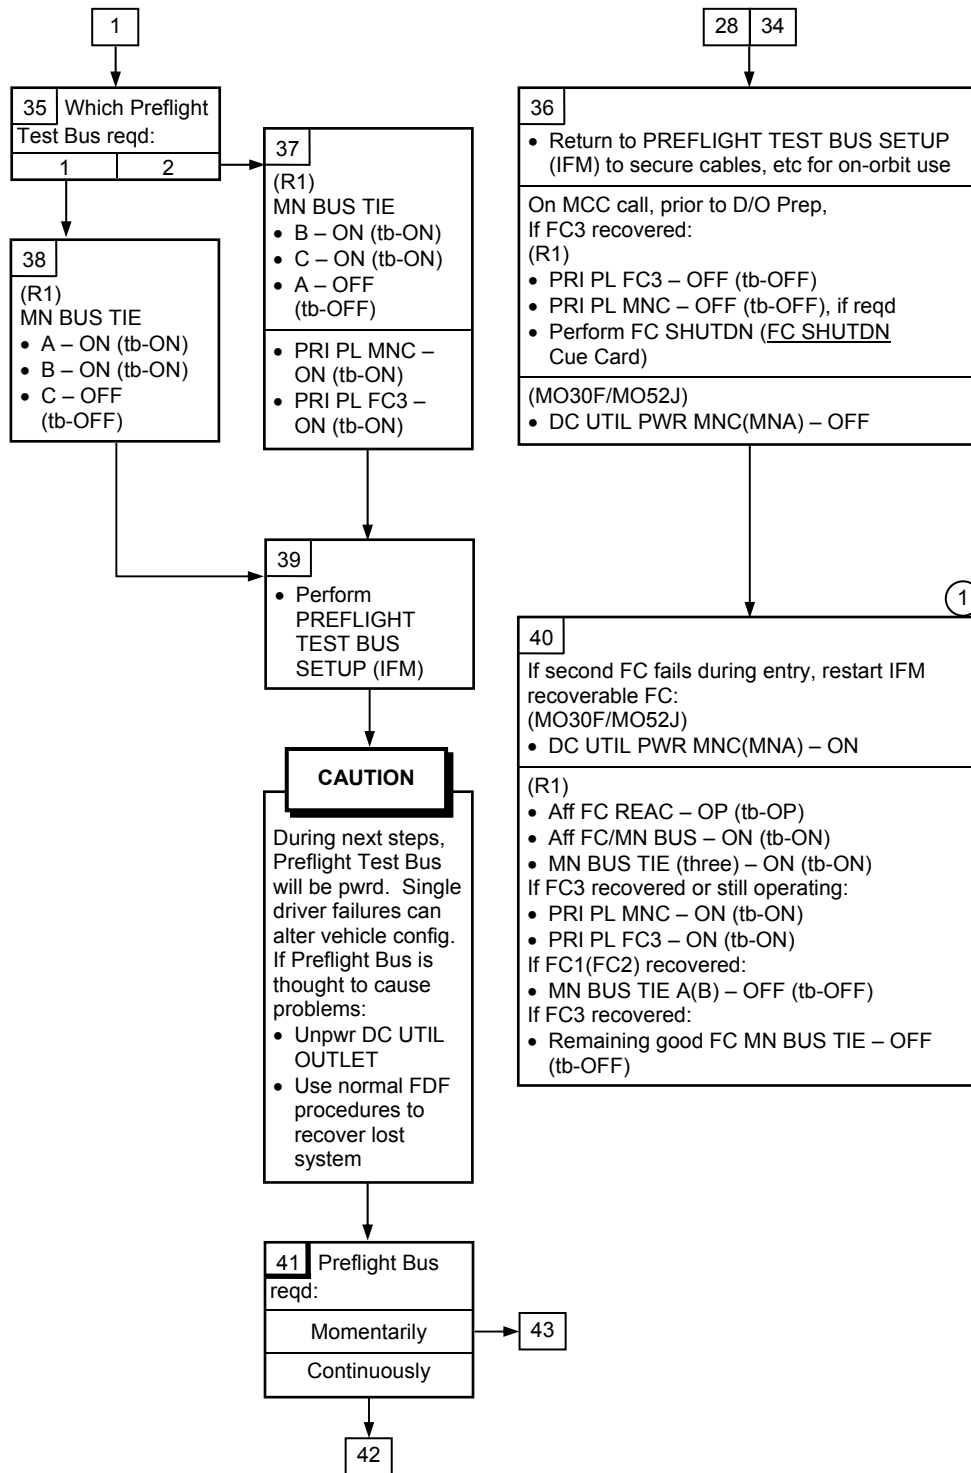 1
35 Which Preflight
Test Bus reqd:
1 2
37
(R1)
MN BUS TIE
• B – ON (tb-ON)
• C – ON (tb-ON)
• A – OFF
(tb-OFF)
• PRI PL MNC –
ON (tb-ON)
• PRI PL FC3 –
ON (tb-ON)
38
(R1)
MN BUS TIE
• A – ON (tb-ON)
• B – ON (tb-ON)
• C – OFF
(tb-OFF)
39
• Perform
PREFLIGHT
TEST BUS
SETUP (IFM)
CAUTION
During next steps,
Preflight Test Bus
will be pwrd. Single
driver failures can
alter vehicle config.
If Preflight Bus is
thought to cause
problems:
• Unpwr DC UTIL
OUTLET
• Use normal FDF
procedures to
recover lost
system
41 Preflight Bus
reqd:
Momentarily
Continuously
43
42
28 34
36
• Return to PREFLIGHT TEST BUS SETUP
(IFM) to secure cables, etc for on-orbit use
On MCC call, prior to D/O Prep,
If FC3 recovered:
(R1)
• PRI PL FC3 – OFF (tb-OFF)
• PRI PL MNC – OFF (tb-OFF), if reqd
• Perform FC SHUTDN (FC SHUTDN
Cue Card)
(MO30F/MO52J)
• DC UTIL PWR MNC(MNA) – OFF
1
40
If second FC fails during entry, restart IFM
recoverable FC:
(MO30F/MO52J)
• DC UTIL PWR MNC(MNA) – ON
(R1)
• Aff FC REAC – OP (tb-OP)
• Aff FC/MN BUS – ON (tb-ON)
• MN BUS TIE (three) – ON (tb-ON)
If FC3 recovered or still operating:
• PRI PL MNC – ON (tb-ON)
• PRI PL FC3 – ON (tb-ON)
If FC1(FC2) recovered:
• MN BUS TIE A(B) – OFF (tb-OFF)
If FC3 recovered:
• Remaining good FC MN BUS TIE – OFF
(tb-OFF)